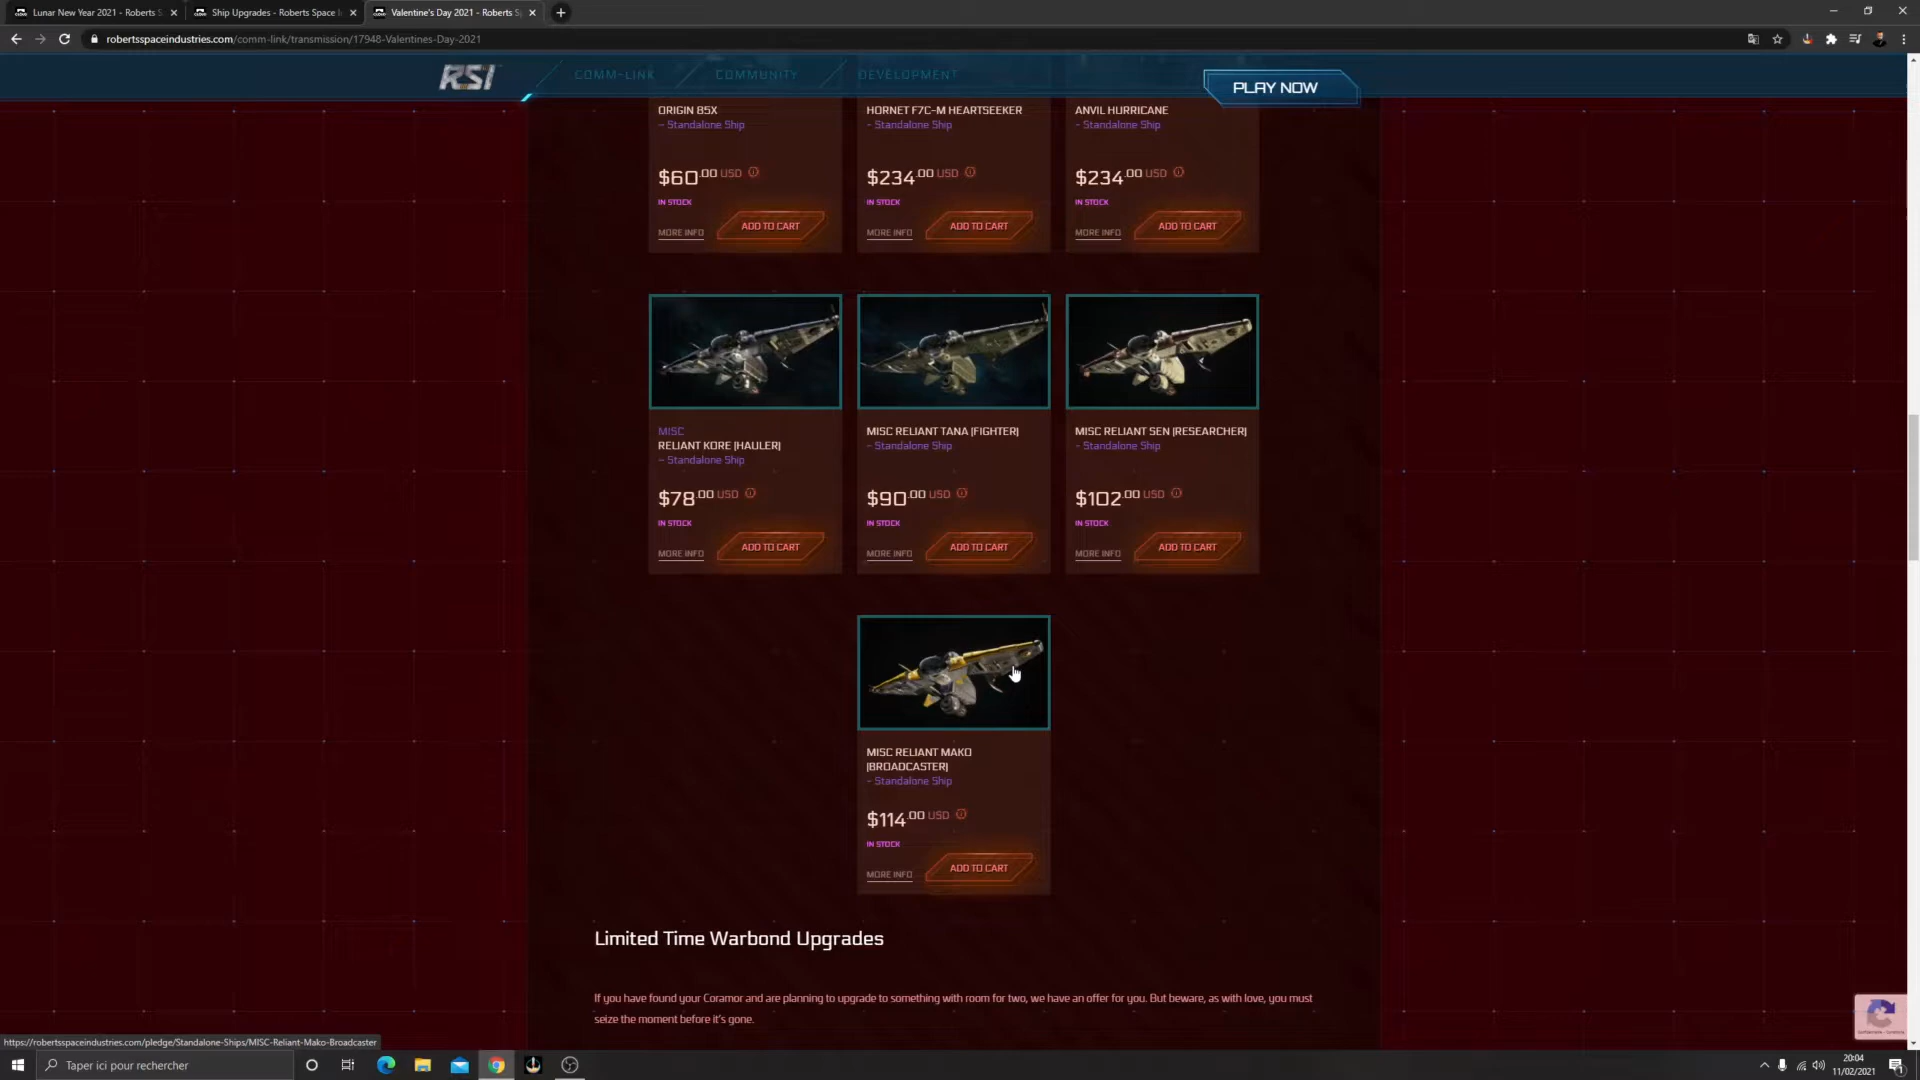 Lunar New Year 2021 - Roberts S
Ship Upgrades - Roberts Space I
Valentine's Day 2021 - Roberts S
robertsspaceindustries.com/comm-link/transmission/17948-Valentines-Day-2021
RSI
COMM-LINK
COMMUNITY
DEVELOPMENT
PLAY NOW
ORIGIN 85X
- Standalone Ship
$60.00 USD
IN STOCK
MORE INFO
ADD TO CART
HORNET F7C-M HEARTSEEKER
- Standalone Ship
$234.00 USD
IN STOCK
MORE INFO
ADD TO CART
ANVIL HURRICANE
- Standalone Ship
$234.00 USD
IN STOCK
MORE INFO
ADD TO CART
MISC
RELIANT KORE (HAULER)
- Standalone Ship
$78.00 USD
IN STOCK
MORE INFO
ADD TO CART
MISC RELIANT TANA (FIGHTER)
- Standalone Ship
$90.00 USD
IN STOCK
MORE INFO
ADD TO CART
MISC RELIANT SEN (RESEARCHER)
- Standalone Ship
$102.00 USD
IN STOCK
MORE INFO
ADD TO CART
MISC RELIANT MAKO
(BROADCASTER)
- Standalone Ship
$114.00 USD
IN STOCK
MORE INFO
ADD TO CART
Limited Time Warbond Upgrades
If you have found your Coramor and are planning to upgrade to something with room for two, we have an offer for you. But beware, as with love, you must
seize the moment before it's gone.
https://robertsspaceindustries.com/pledge/Standalone-Ships/MISC-Reliant-Mako-Broadcaster
Taper ici pour rechercher
20:04
11/02/2021